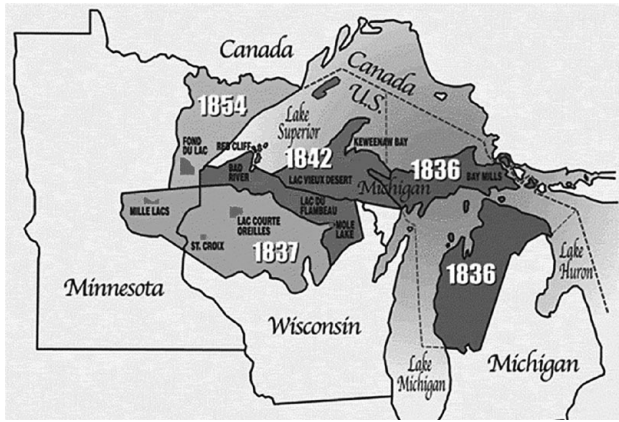 Canada
Canada
U.S.
1854
Lake
Superior
FOND
DU LAC
RED CLIFF
1842
KEWEENAW BAY
BAD
RIVER
LAC VIEUX DESERT
1836
Michigan
BAY MILLS
MILLE LACS
LAC COURTE
OREILLES
LAC DU
FLAMBEAU
MOLE
LAKE
ST. CROIX
1837
1836
Lake
Huron
Minnesota
Wisconsin
Lake
Michigan
Michigan